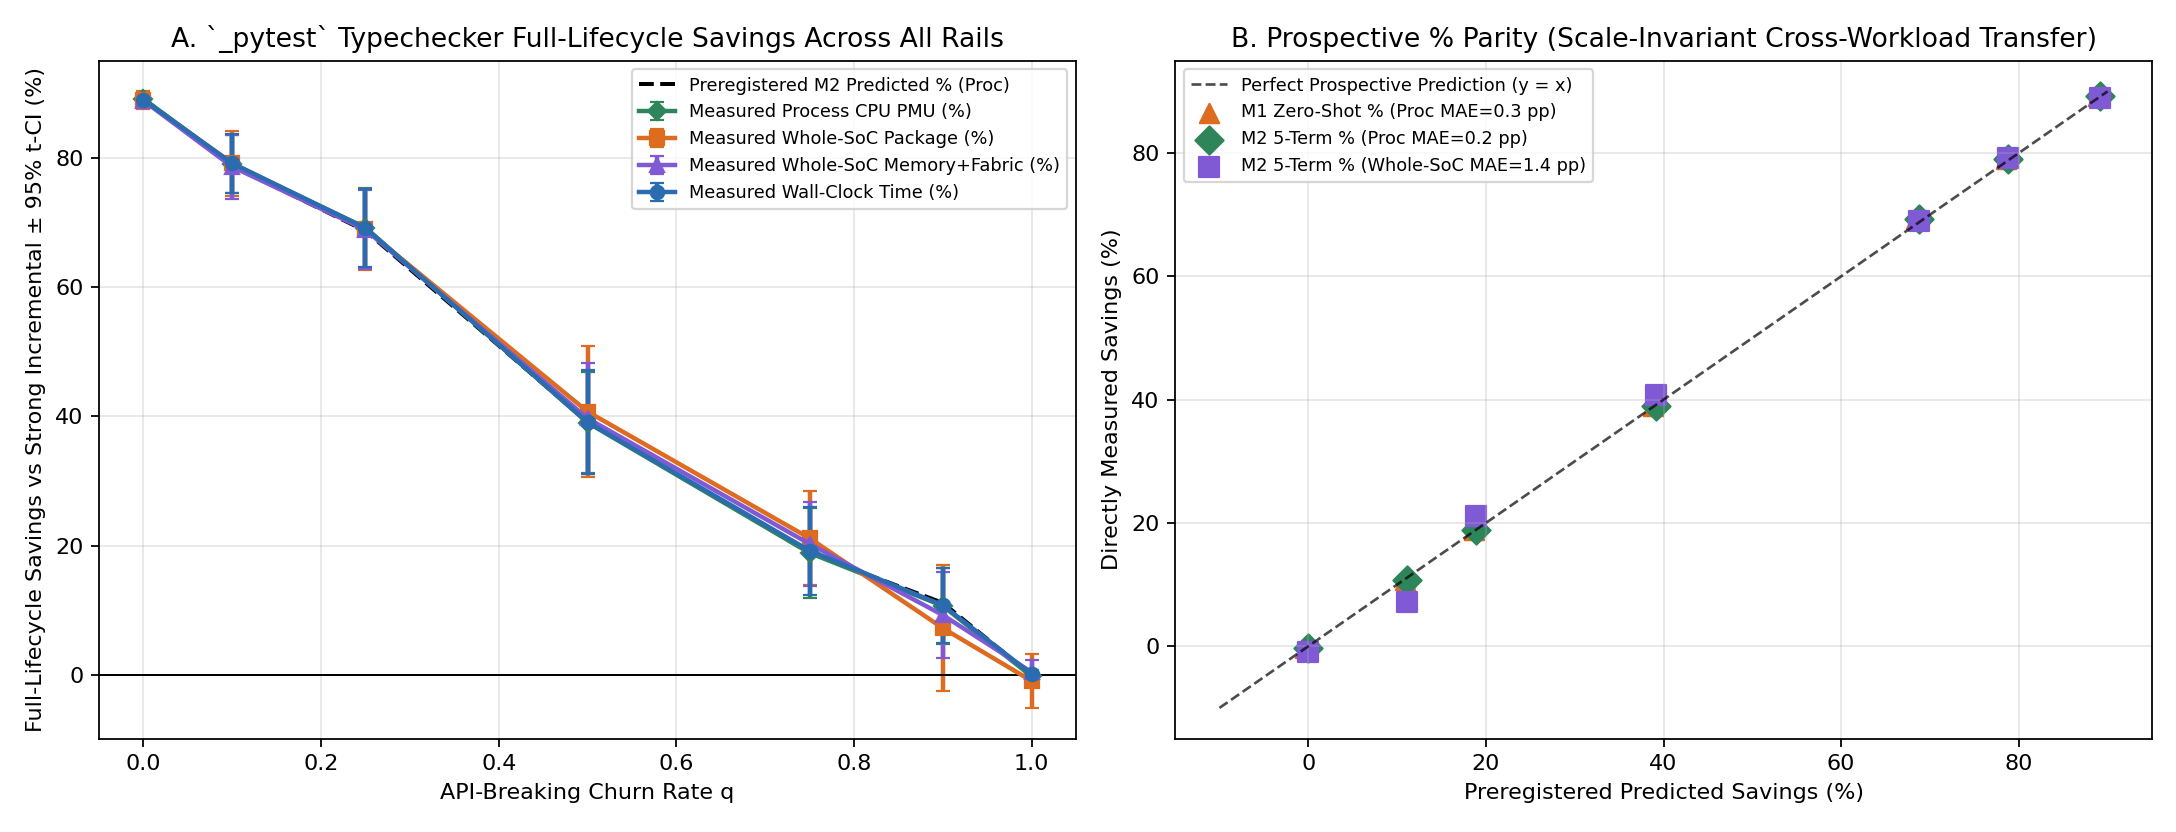 A. `_pytest` Typechecker Full-Lifecycle Savings Across All Rails
Full-Lifecycle Savings vs Strong Incremental ± 95% t-CI (%)
80
60
40
20
0
Preregistered M2 Predicted % (Proc)
Measured Process CPU PMU (%)
Measured Whole-SoC Package (%)
Measured Whole-SoC Memory+Fabric (%)
Measured Wall-Clock Time (%)
0.0 0.2 0.4 0.6 0.8 1.0
API-Breaking Churn Rate q
B. Prospective % Parity (Scale-Invariant Cross-Workload Transfer)
Directly Measured Savings (%)
80
60
40
20
0
Perfect Prospective Prediction (y = x)
M1 Zero-Shot % (Proc MAE=0.3 pp)
M2 5-Term % (Proc MAE=0.2 pp)
M2 5-Term % (Whole-SoC MAE=1.4 pp)
0 20 40 60 80
Preregistered Predicted Savings (%)